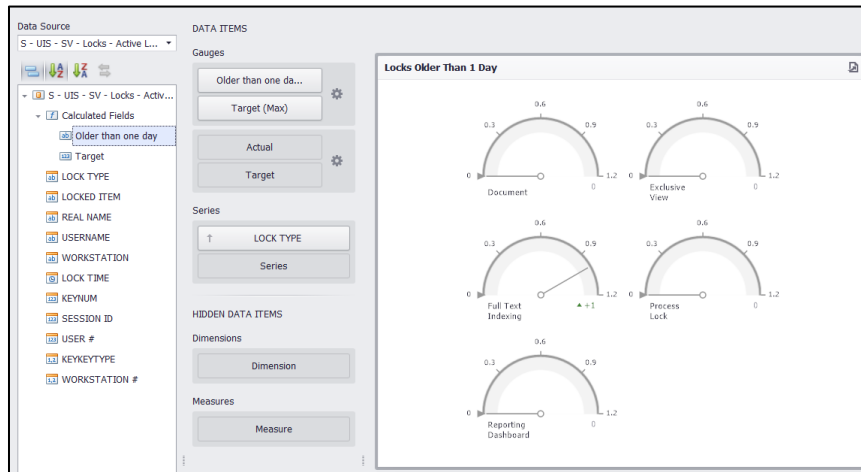 Data Source
S - UIS - SV - Locks - Active L...
S - UIS - SV - Locks - Activ...
Calculated Fields
Older than one day
Target
LOCK TYPE
LOCKED ITEM
REAL NAME
USERNAME
WORKSTATION
LOCK TIME
KEYNUM
SESSION ID
USER #
KEYKEYTYPE
WORKSTATION #
DATA ITEMS
Gauges
Older than one da...
Target (Max)
Actual
Target
Series
LOCK TYPE
Series
HIDDEN DATA ITEMS
Dimensions
Dimension
Measures
Measure
Locks Older Than 1 Day
0 0.3 0.6 0.9 1.2
Document 0
0 0.3 0.6 0.9 1.2
Exclusive 0
View
0 0.3 0.6 0.9 1.2
Full Text +1
Indexing
0 0.3 0.6 0.9 1.2
Process 0
Lock
0 0.3 0.6 0.9 1.2
Reporting 0
Dashboard